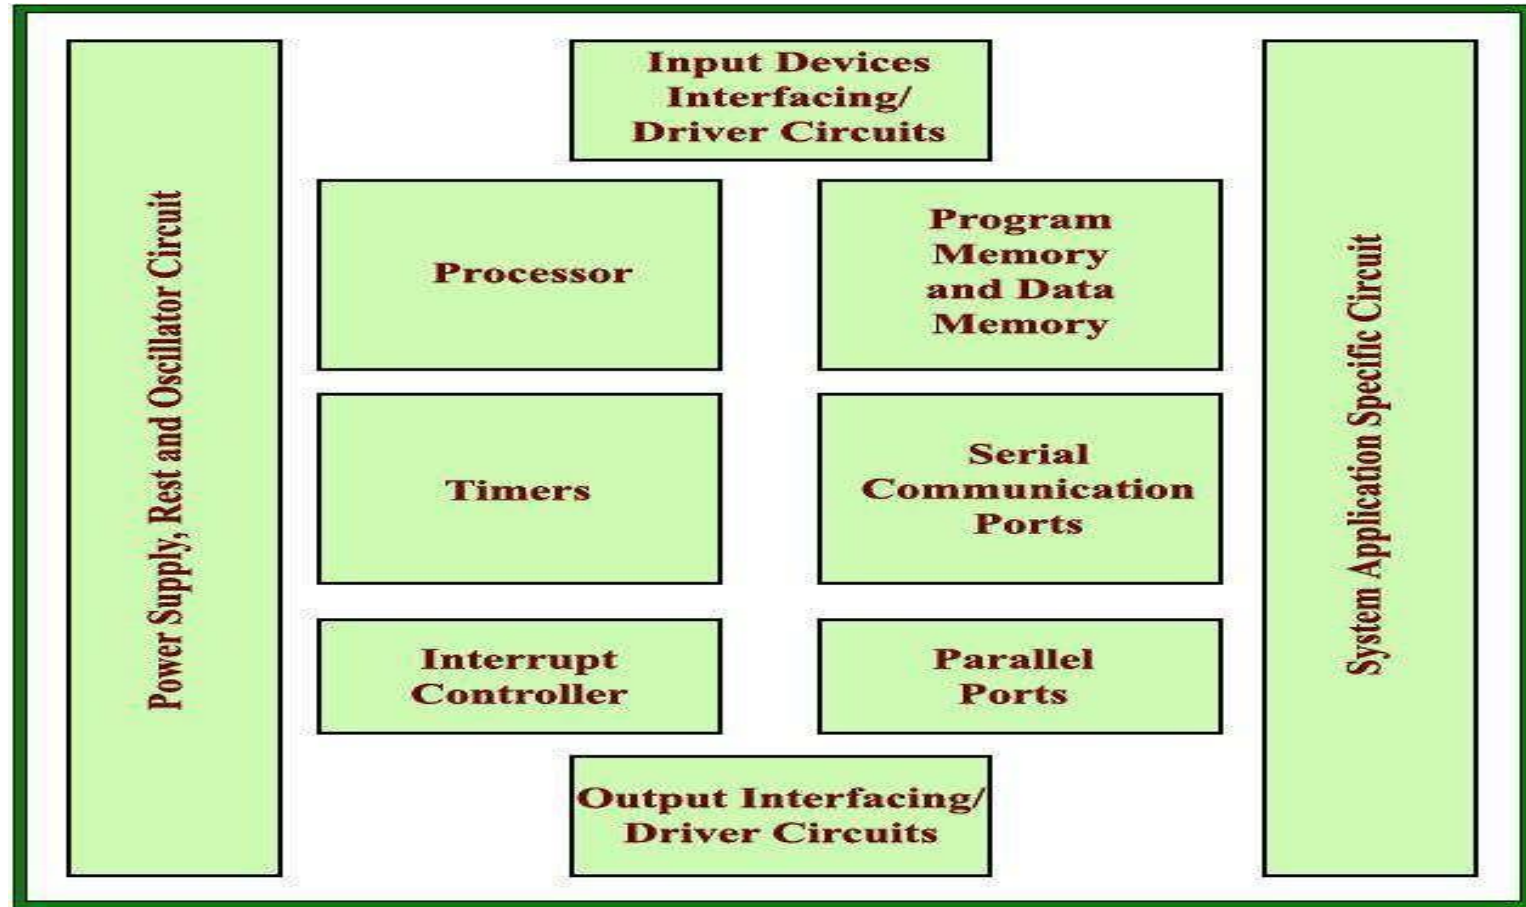 Power Supply, Rest and Oscillator Circuit
Input Devices
Interfacing/
Driver Circuits
Processor
Program
Memory
and Data
Memory
Timers
Serial
Communication
Ports
Interrupt
Controller
Parallel
Ports
Output Interfacing/
Driver Circuits
System Application Specific Circuit